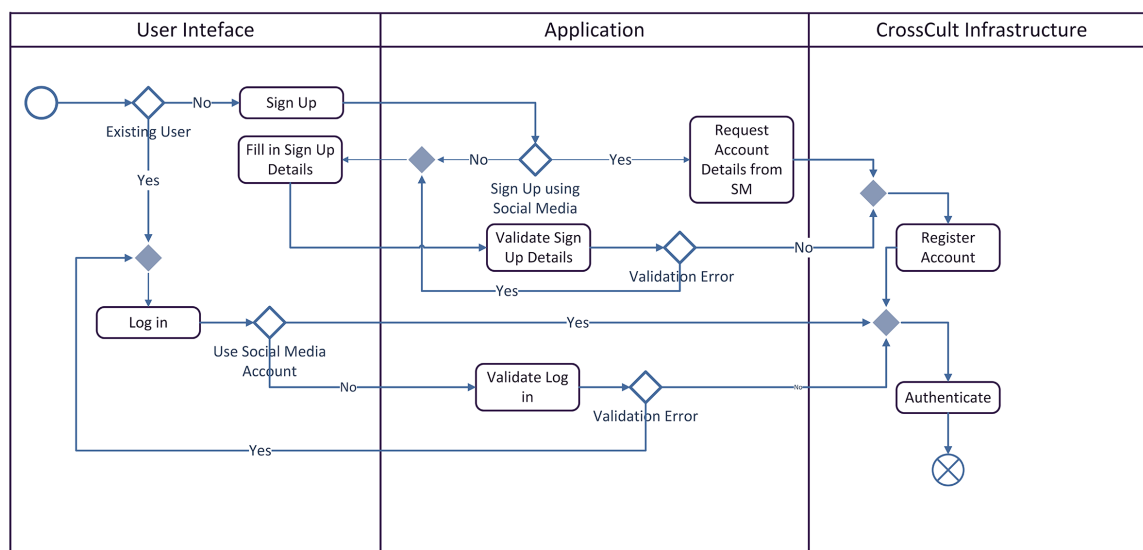 User Inteface
Application
CrossCult Infrastructure
No
Sign Up
Existing User
Yes
Fill in Sign Up
Details
No
Sign Up using
Social Media
Yes
Request
Account
Details from
SM
Validate Sign
Up Details
Validation Error
No
Yes
Register
Account
Log in
Use Social Media
Account
Yes
No
Validate Log
in
Validation Error
No
Yes
Authenticate